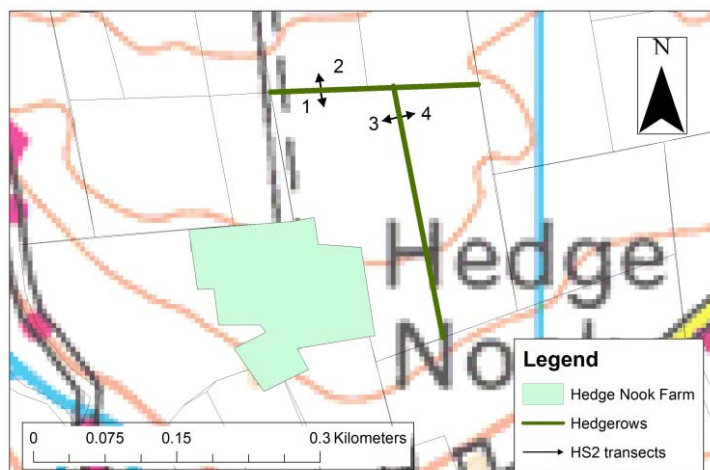 N
2
1
3 4
Hedge
Legend
Hedge Nook Farm
Hedgerows
HS2 transects
0 0.075 0.15 0.3 Kilometers